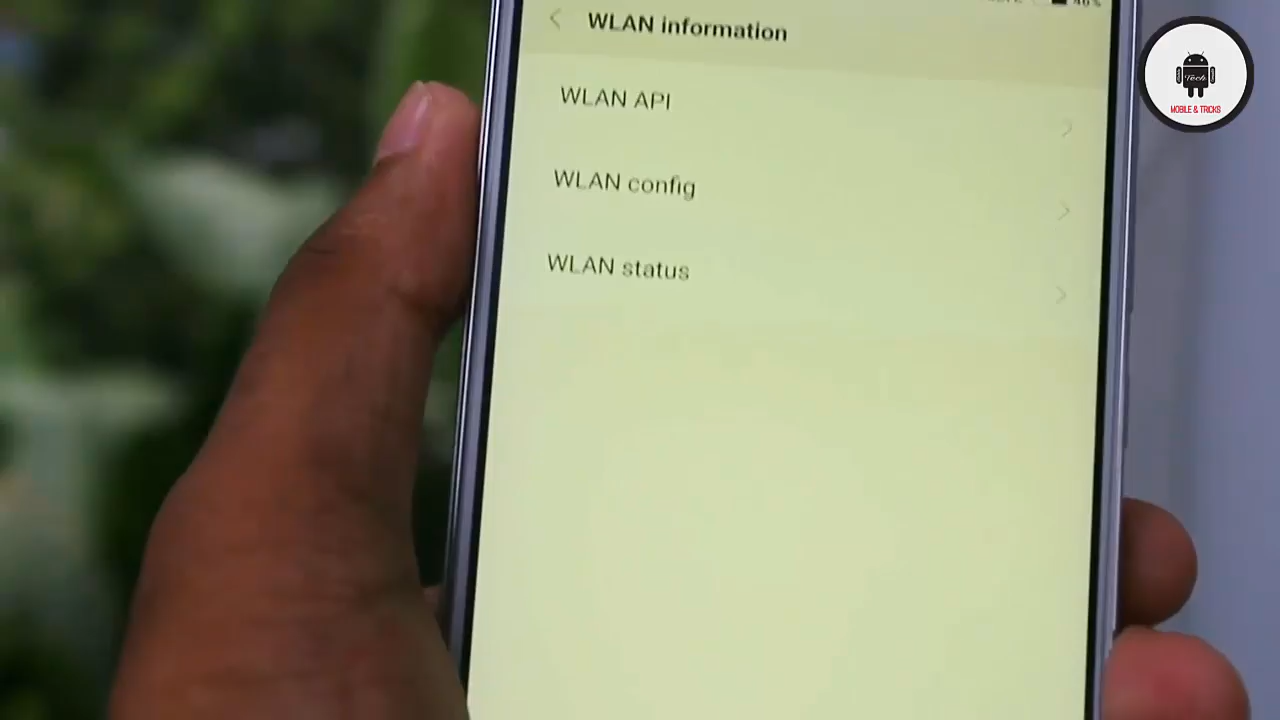 WLAN information
WLAN API
WLAN config
WLAN status
Tech
MOBILE & TRICKS